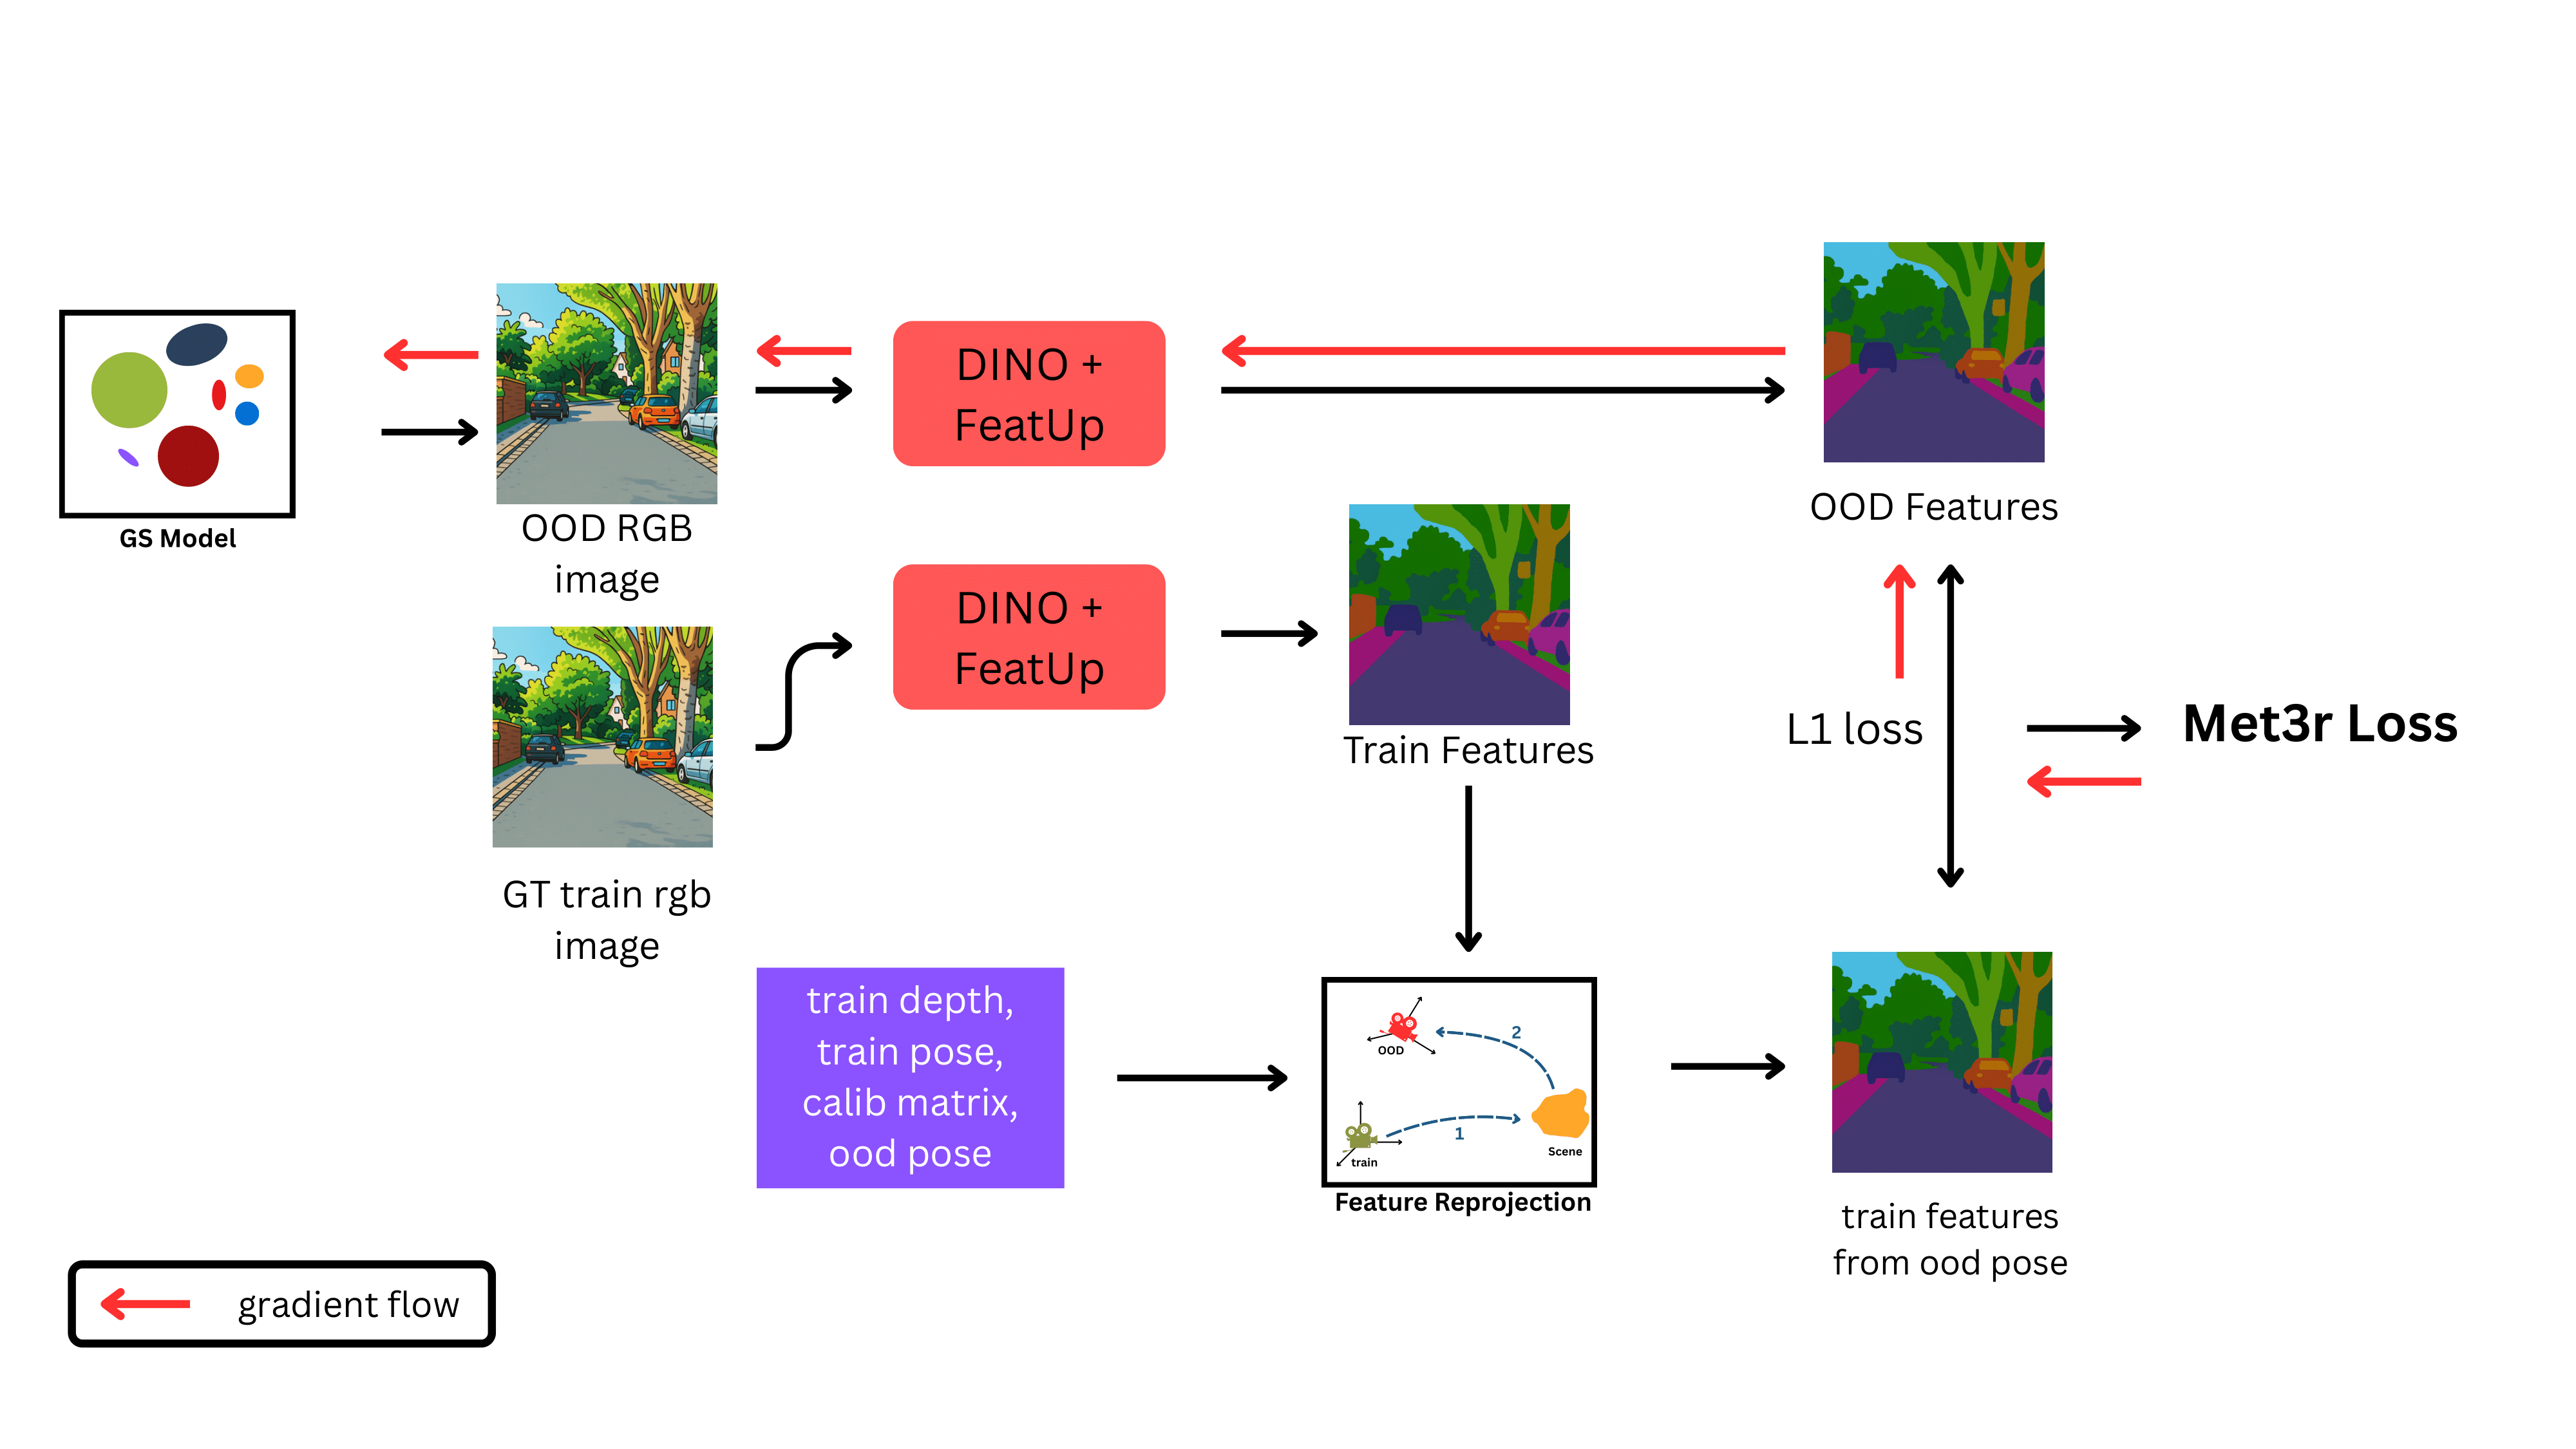 GS Model
OOD RGB
image
DINO +
FeatUp
OOD Features
GT train rgb
image
DINO +
FeatUp
Train Features
L1 loss
Met3r Loss
train depth,
train pose,
calib matrix,
ood pose
OOD
2
train
1
Scene
Feature Reprojection
train features
from ood pose
gradient flow